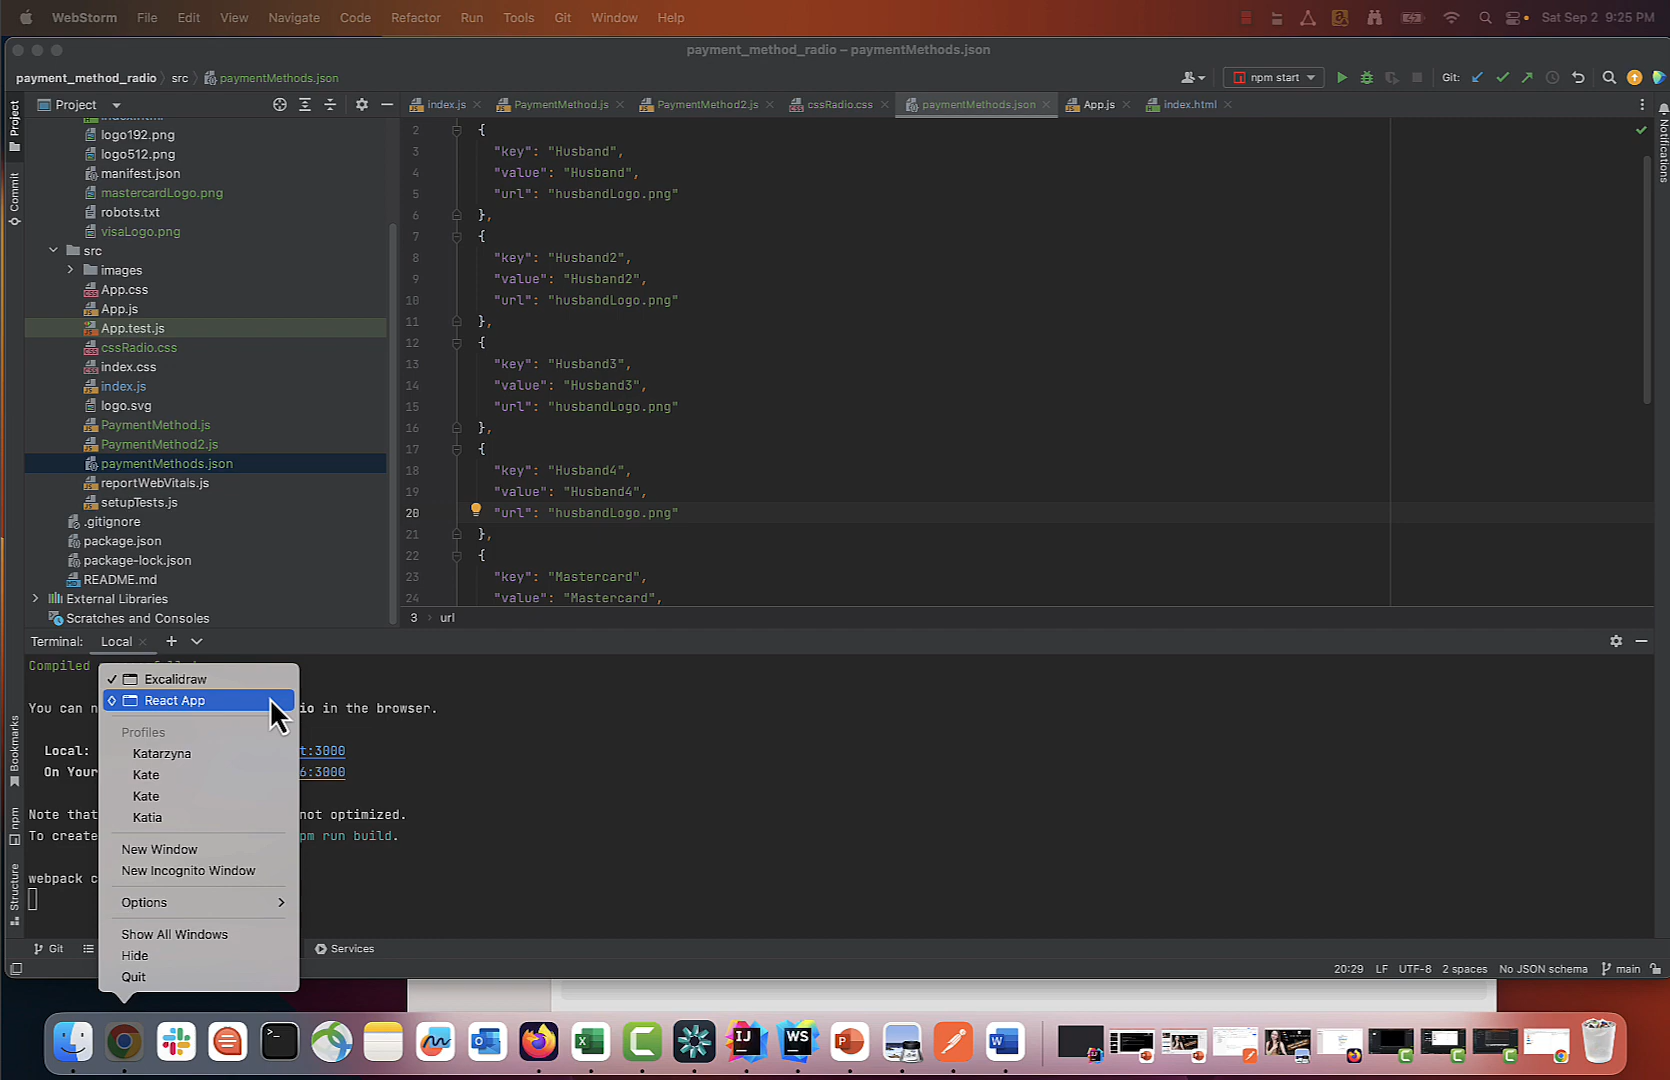 WebStorm File Edit View Navigate Code Refactor Run Tools Git Window Help Sat Sep 2 9:25 PM
payment_method_radio – paymentMethods.json
payment_method_radio src paymentMethods.json npm start Git:
Project index.js PaymentMethod.js PaymentMethod2.js cssRadio.css paymentMethods.json App.js index.html
Project
Commit
Bookmarks
npm
Structure
Notifications
logo192.png
logo512.png
manifest.json
mastercardLogo.png
robots.txt
visaLogo.png
src
images
App.css
App.js
App.test.js
cssRadio.css
index.css
index.js
logo.svg
PaymentMethod.js
PaymentMethod2.js
paymentMethods.json
reportWebVitals.js
setupTests.js
.gitignore
package.json
package-lock.json
README.md
External Libraries
Scratches and Consoles
2 {
3 "key": "Husband",
4 "value": "Husband",
5 "url": "husbandLogo.png"
6 },
7 {
8 "key": "Husband2",
9 "value": "Husband2",
10 "url": "husbandLogo.png"
11 },
12 {
13 "key": "Husband3",
14 "value": "Husband3",
15 "url": "husbandLogo.png"
16 },
17 {
18 "key": "Husband4",
19 "value": "Husband4",
20 "url": "husbandLogo.png"
21 },
22 {
23 "key": "Mastercard",
24 "value": "Mastercard",
3 › url
Terminal: Local
Compiled
You can n
io in the browser.
Local: t:3000
On Your 6:3000
Note that not optimized.
To create pm run build.
webpack c
✓ Excalidraw
React App
Profiles
Katarzyna
Kate
Kate
Katia
New Window
New Incognito Window
Options
Show All Windows
Hide
Quit
Git Services
20:29 LF UTF-8 2 spaces No JSON schema main
IJ WS